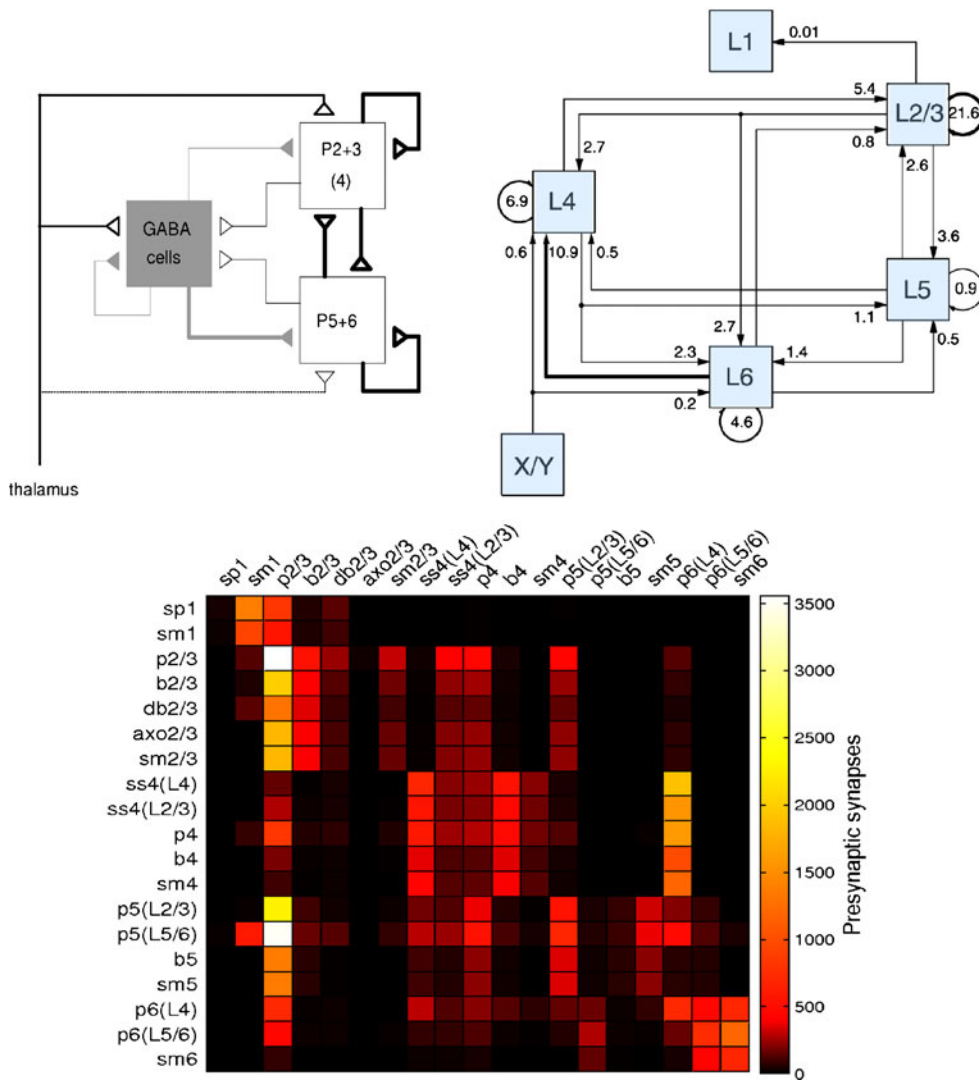 P2+3
(4)
GABA
cells
P5+6
thalamus
L1
0.01
5.4
L2/3
21.6
2.7
0.8
2.6
6.9
L4
0.6
10.9
0.5
3.6
L5
0.9
1.1
2.7
0.5
2.3
1.4
L6
0.2
4.6
X/Y
sp1
sm1
p2/3
b2/3
db2/3
axo2/3
sm2/3
ss4(L4)
ss4(L2/3)
p4
b4
sm4
p5(L2/3)
p5(L5/6)
b5
sm5
p6(L4)
p6(L5/6)
sm6
sp1
sm1
p2/3
b2/3
db2/3
axo2/3
sm2/3
ss4(L4)
ss4(L2/3)
p4
b4
sm4
p5(L2/3)
p5(L5/6)
b5
sm5
p6(L4)
p6(L5/6)
sm6
3500
3000
2500
2000
1500
1000
500
0
Presynaptic synapses